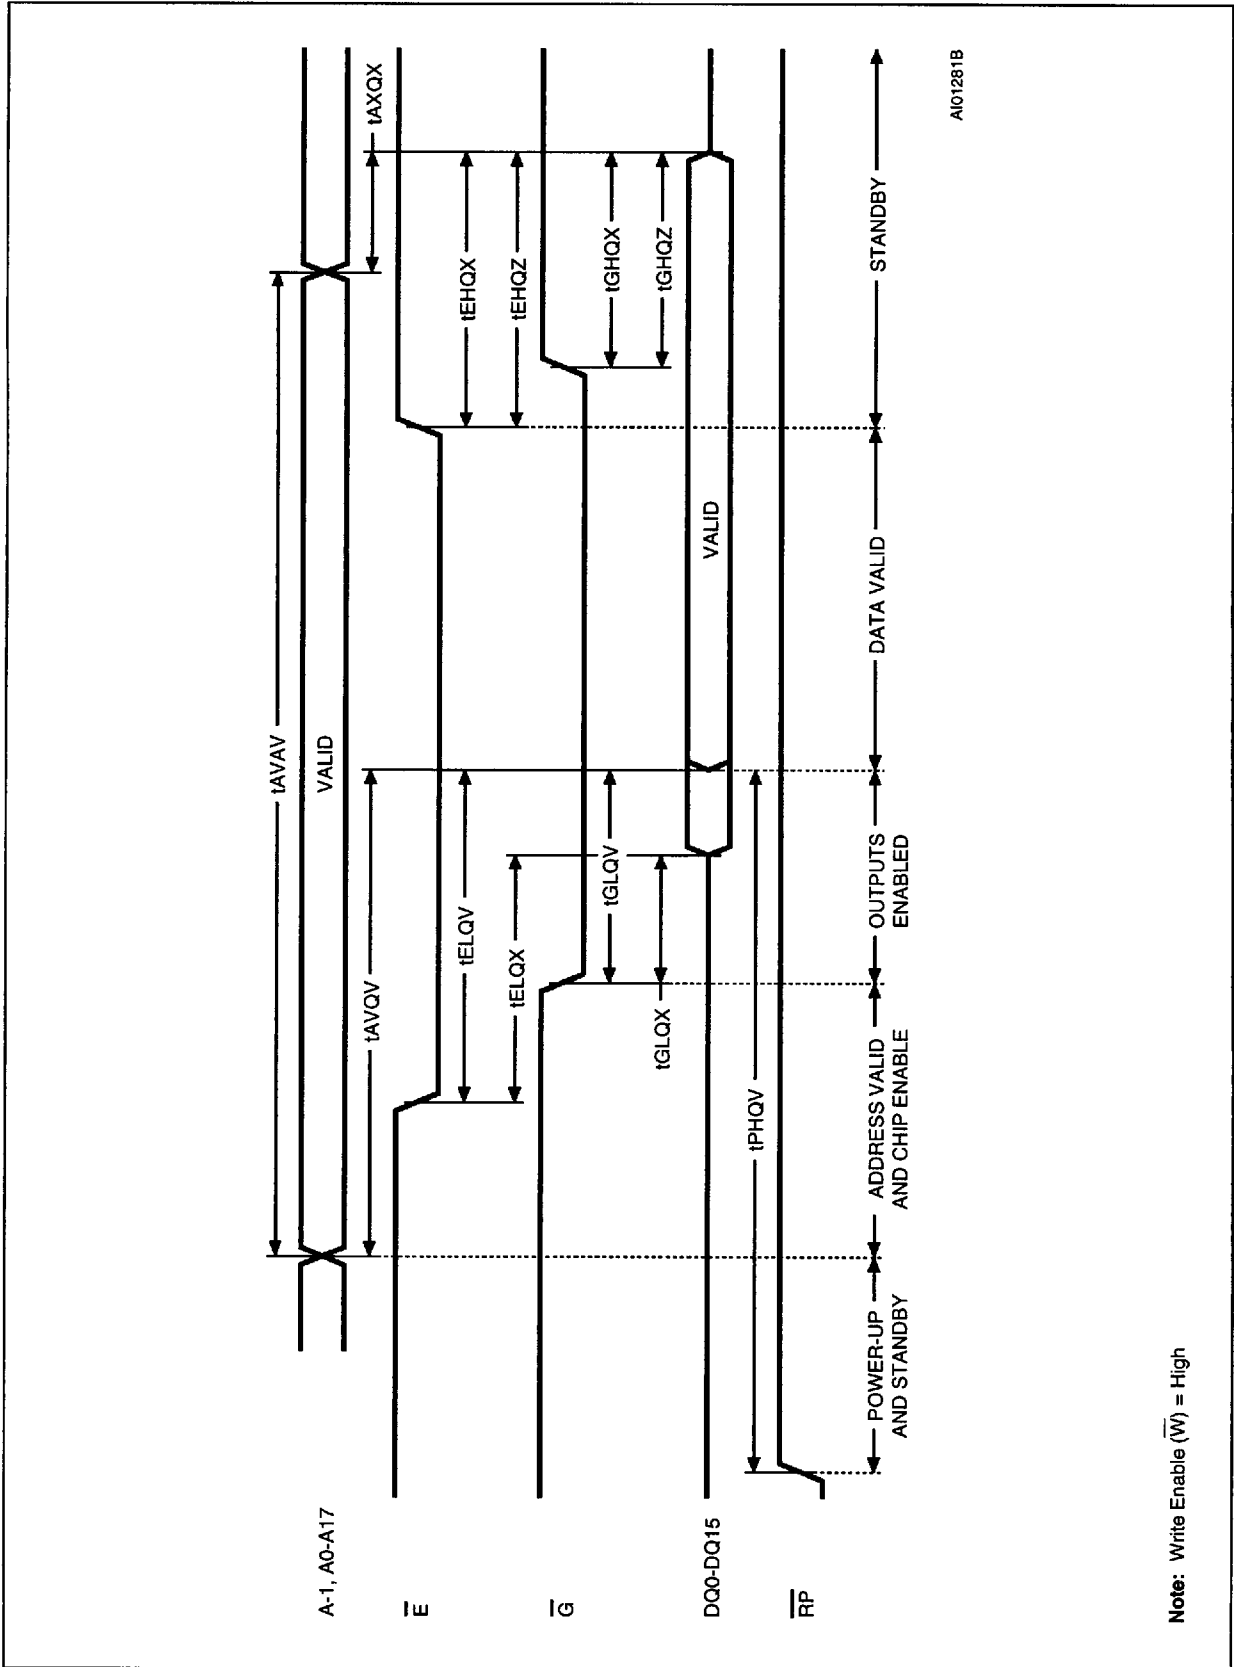 A-1, A0-A17
VALID
tAVAV
tAVQV
tAXQX
E
tELQV
tELQX
tEHQX
tEHQZ
G
tGLQV
tGLQX
tGHQX
tGHQZ
DQ0-DQ15
VALID
tPHQV
RP
POWER-UP
AND STANDBY
ADDRESS VALID
AND CHIP ENABLE
OUTPUTS
ENABLED
DATA VALID
STANDBY
AI01281B
Note: Write Enable (W̅) = High